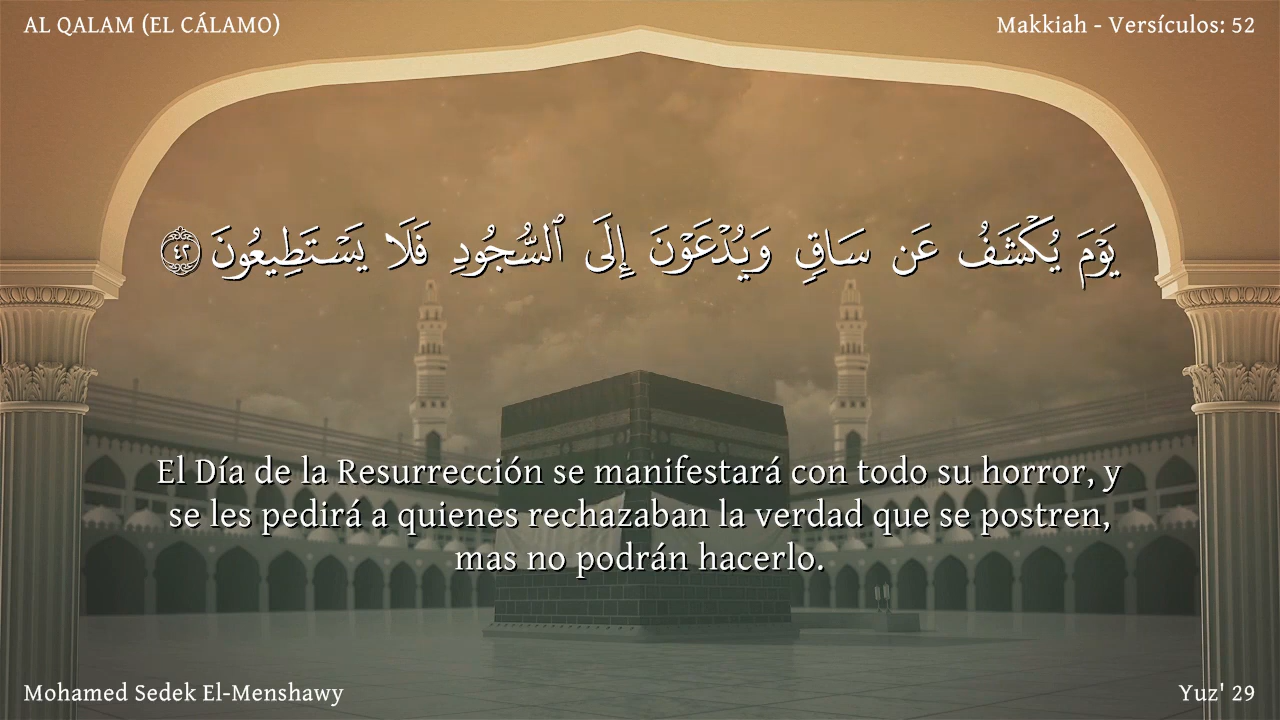 AL QALAM (EL CÁLAMO)
Makkiah - Versículos: 52
يَوْمَ يُكْشَفُ عَن سَاقٍ وَيُدْعَوْنَ إِلَى ٱلسُّجُودِ فَلَا يَسْتَطِيعُونَ ٤٢
El Día de la Resurrección se manifestará con todo su horror, y
se les pedirá a quienes rechazaban la verdad que se postren,
mas no podrán hacerlo.
Mohamed Sedek El-Menshawy
Yuz' 29